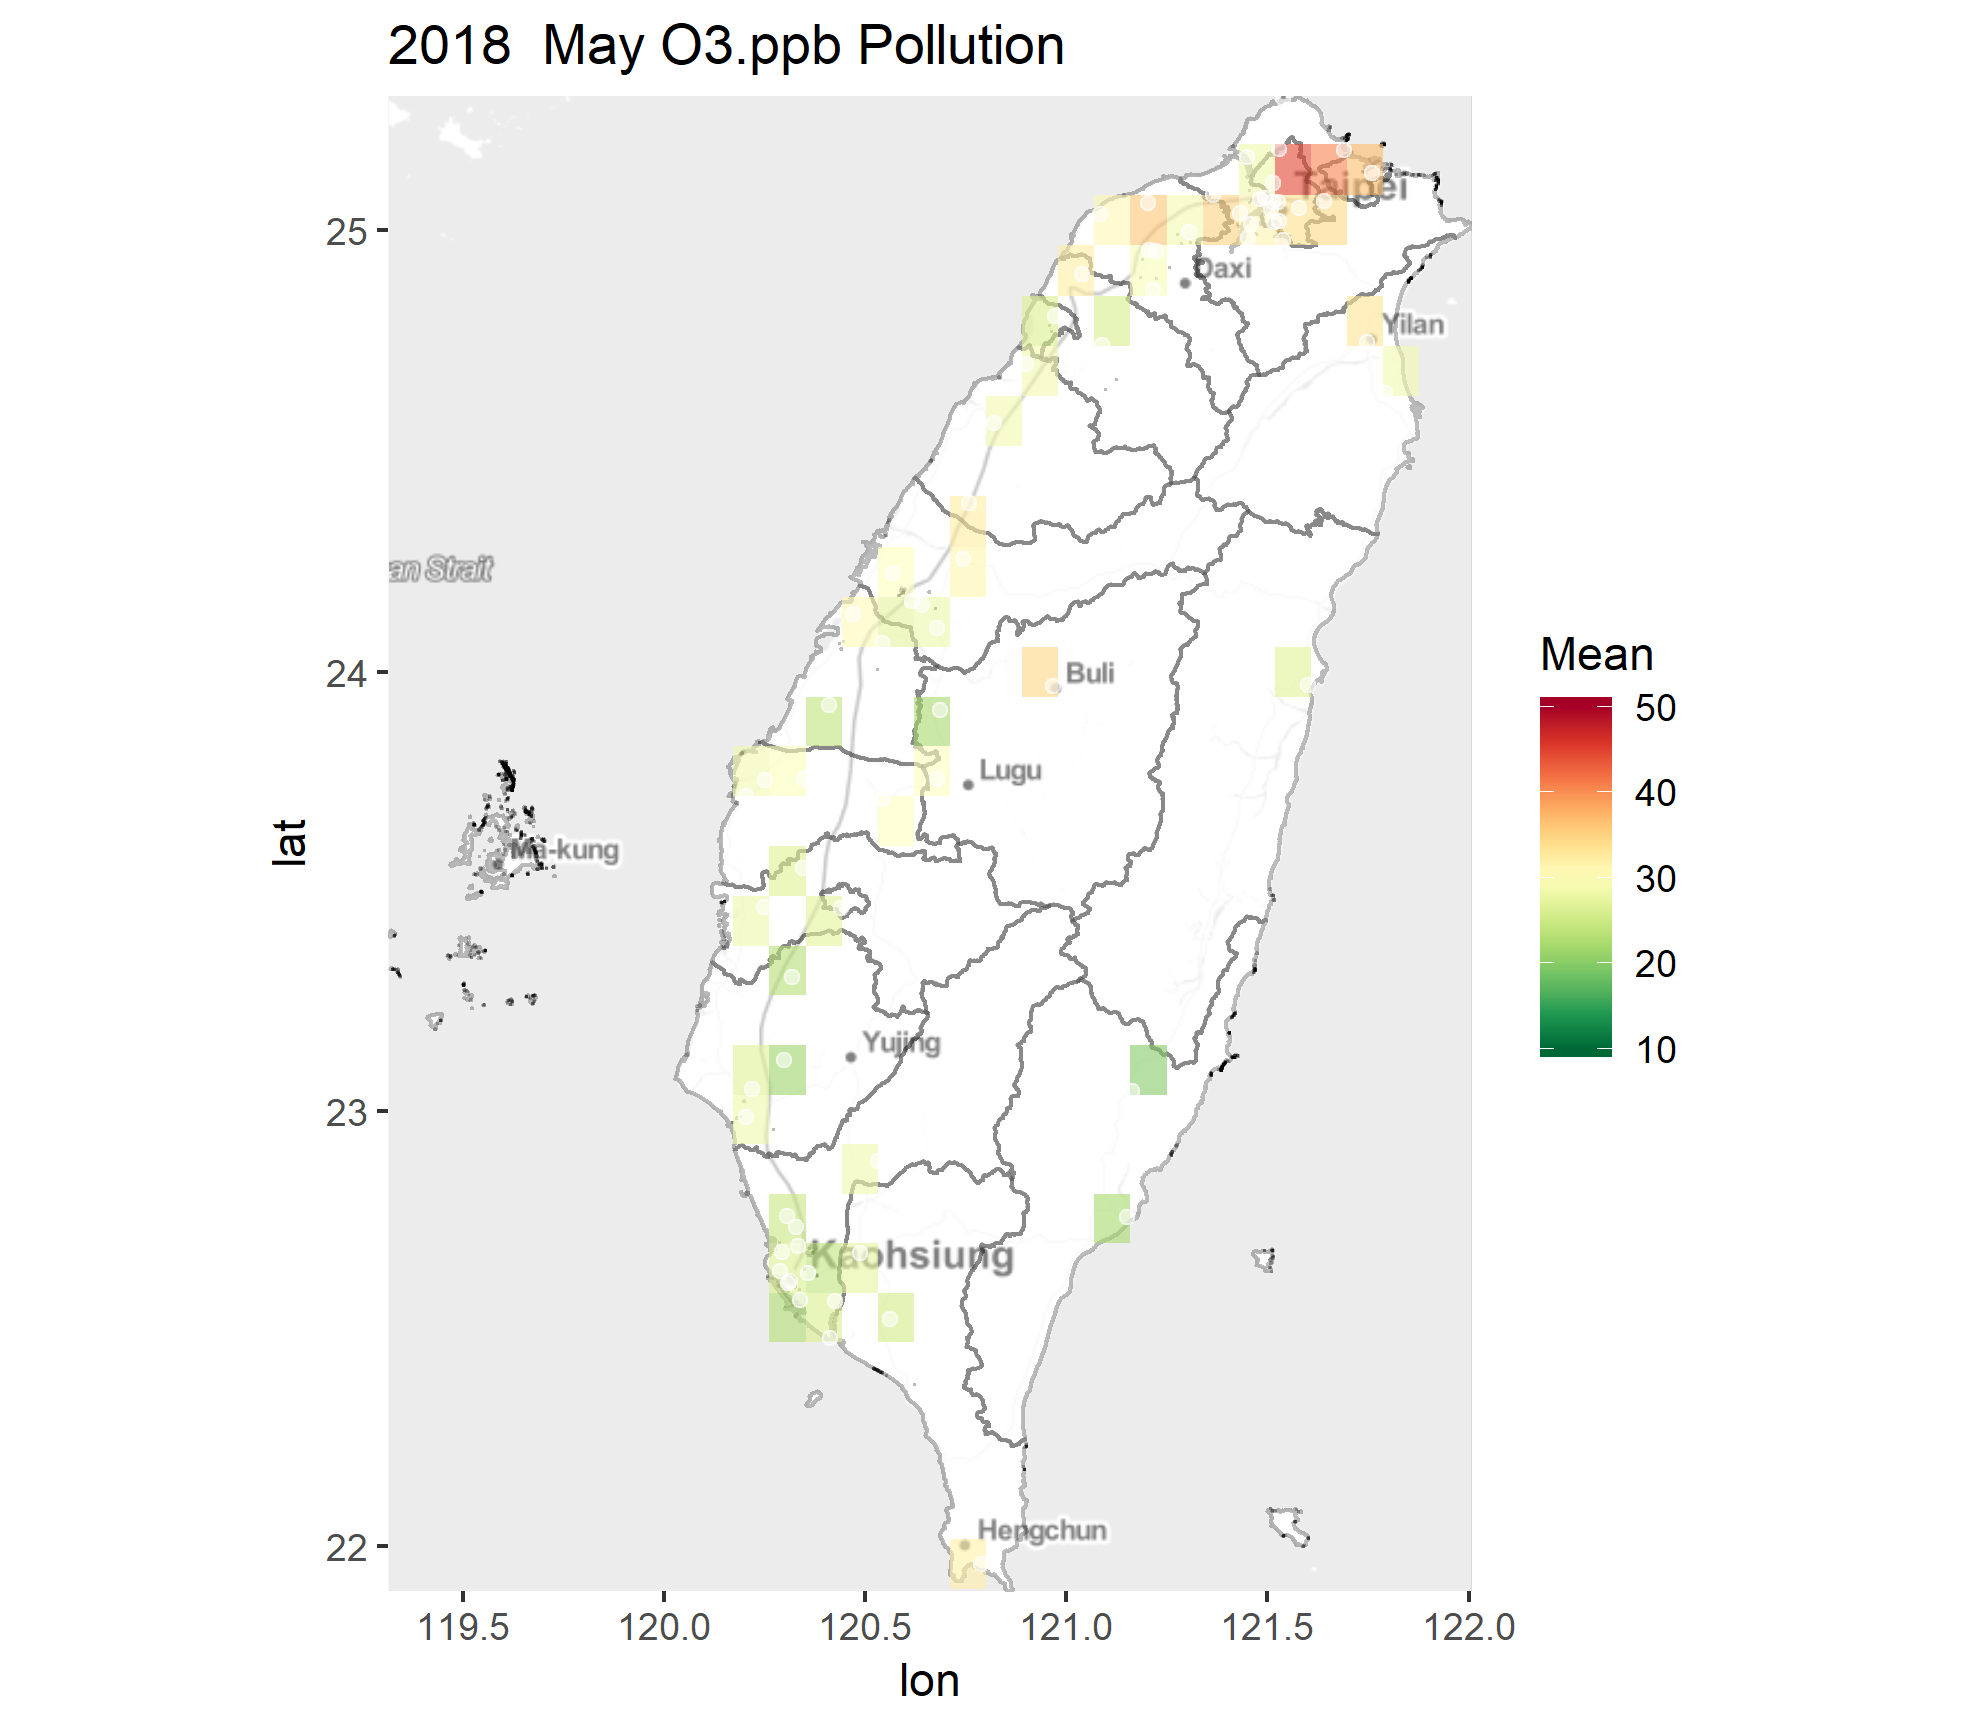 2018  May O3.ppb Pollution
25
24
23
22
lat
Taipei
Daxi
Yilan
an Strait
Buli
Lugu
Ma-kung
Yujing
Kaohsiung
Hengchun
Mean
50
40
30
20
10
119.5
120.0
120.5
121.0
121.5
122.0
lon